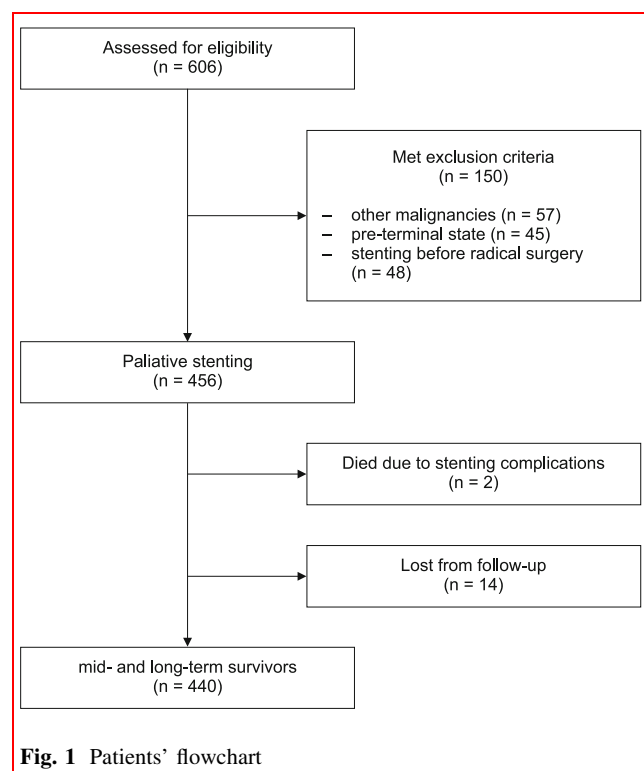 Assessed for eligibility
(n = 606)
Met exclusion criteria
(n = 150)
– other malignancies (n = 57)
– pre-terminal state (n = 45)
– stenting before radical surgery
(n = 48)
Paliative stenting
(n = 456)
Died due to stenting complications
(n = 2)
Lost from follow-up
(n = 14)
mid- and long-term survivors
(n = 440)
Fig. 1 Patients' flowchart